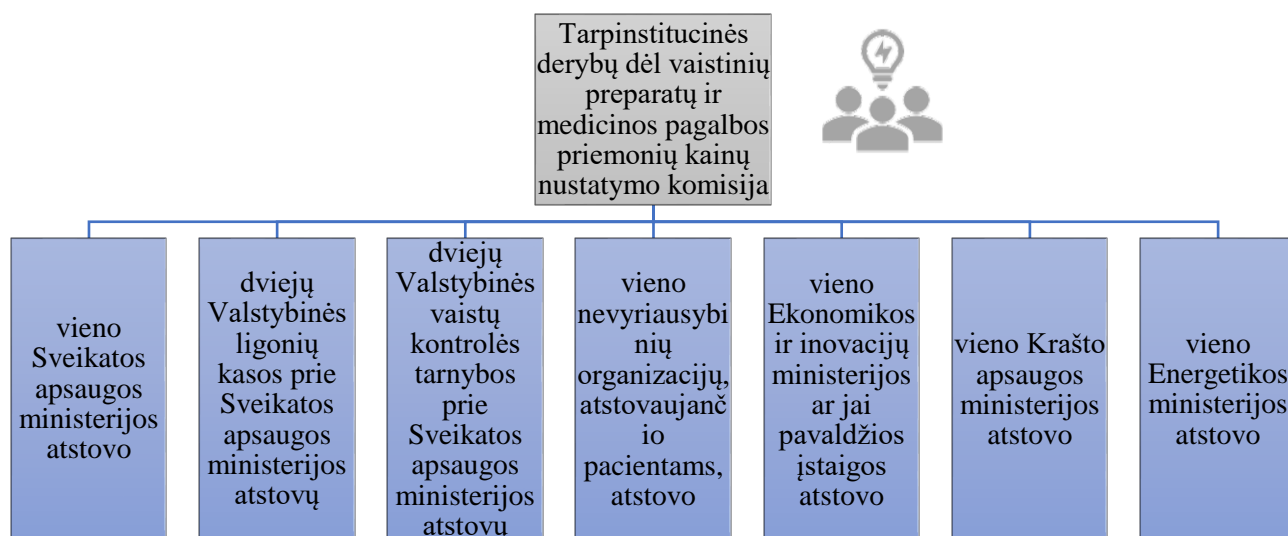 Tarpinstitucinės
derybų dėl vaistinių
preparatų ir
medicinos pagalbos
priemonių kainų
nustatymo komisija
vieno
Sveikatos
apsaugos
ministerijos
atstovo
dviejų
Valstybinės
ligonių
kasos prie
Sveikatos
apsaugos
ministerijos
atstovų
dviejų
Valstybinės
vaistų
kontrolės
tarnybos
prie
Sveikatos
apsaugos
ministerijos
atstovų
vieno
nevyriausybi
nių
organizacijų,
atstovaujanč
io
pacientams,
atstovo
vieno
Ekonomikos
ir inovacijų
ministerijos
ar jai
pavaldžios
įstaigos
atstovo
vieno Krašto
apsaugos
ministerijos
atstovo
vieno
Energetikos
ministerijos
atstovo